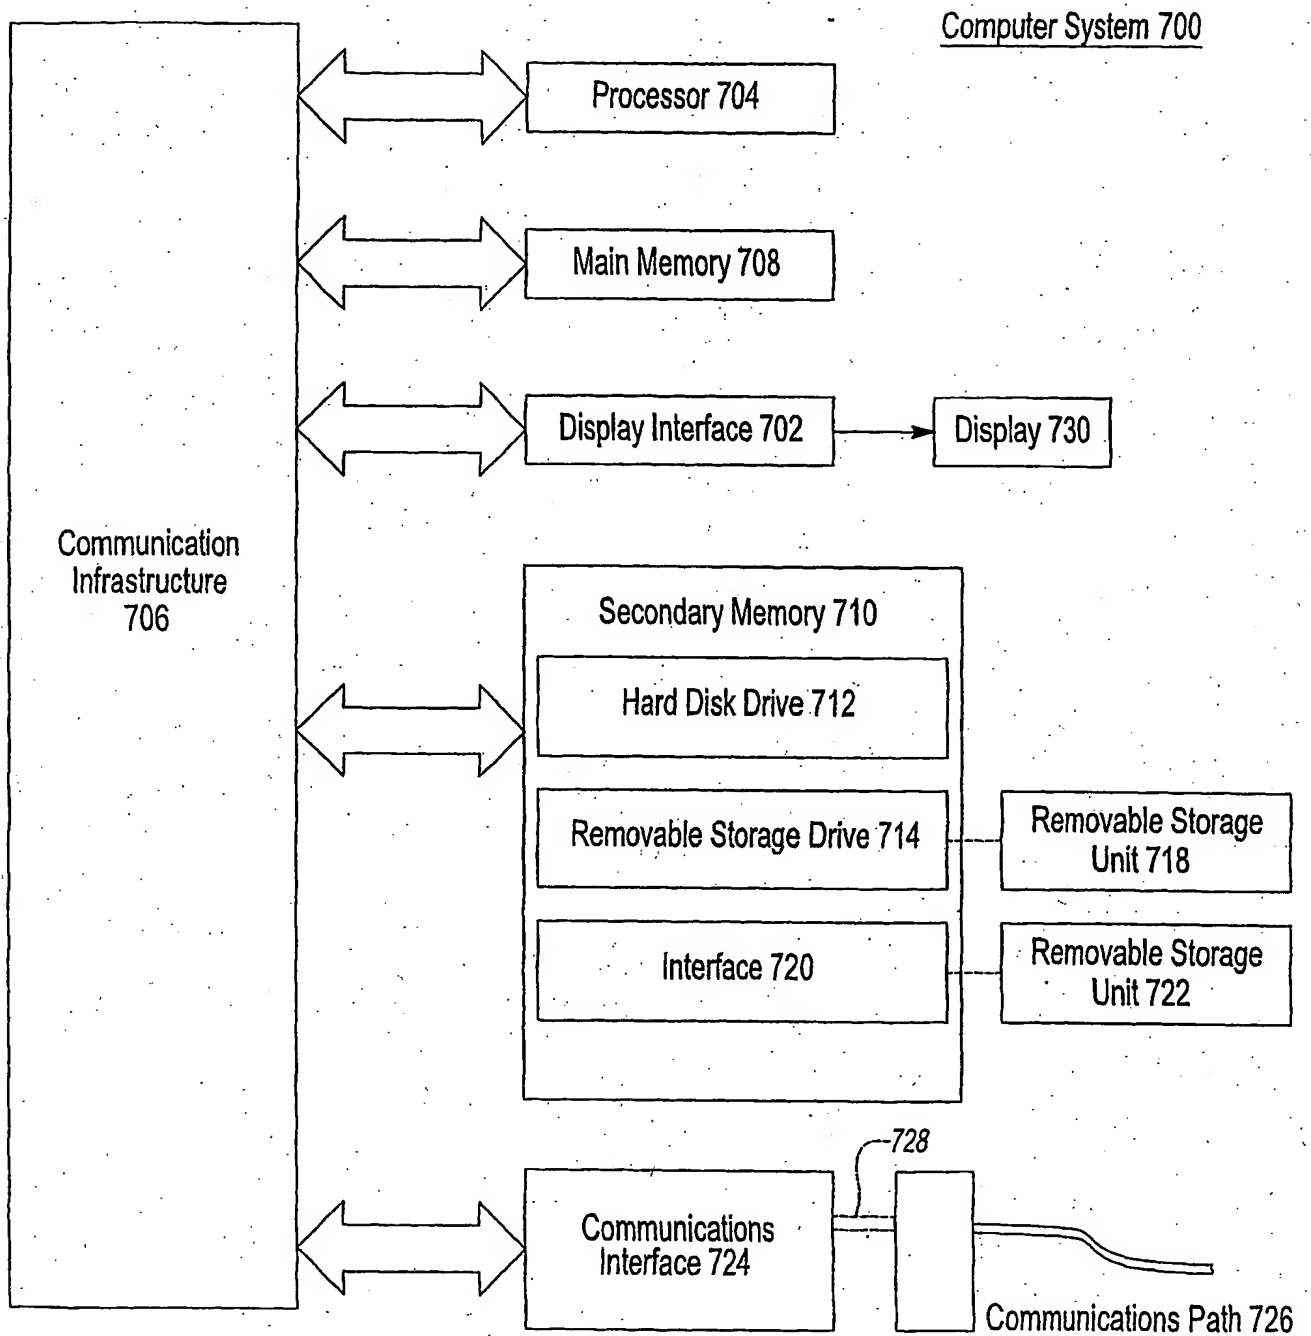 Computer System 700
Processor 704
Main Memory 708
Display Interface 702
Display 730
Communication
Infrastructure
706
Secondary Memory 710
Hard Disk Drive 712
Removable Storage Drive 714
Removable Storage
Unit 718
Interface 720
Removable Storage
Unit 722
728
Communications
Interface 724
Communications Path 726